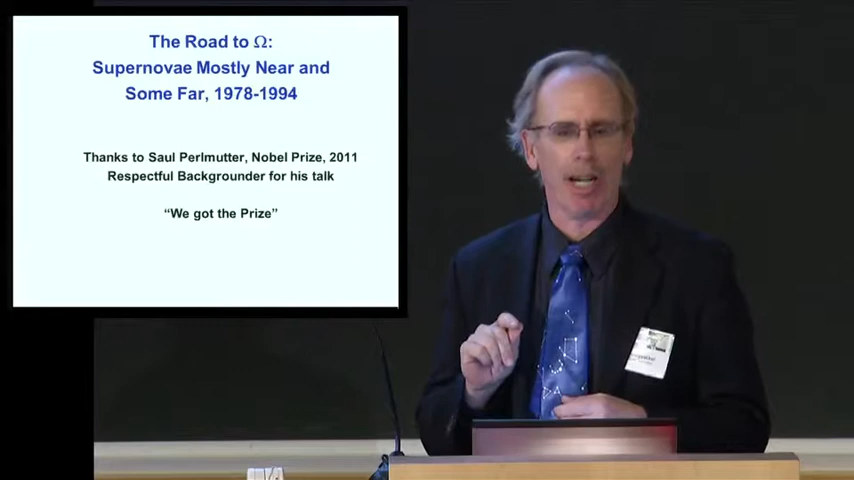 The Road to Ω:
Supernovae Mostly Near and
Some Far, 1978-1994
Thanks to Saul Perlmutter, Nobel Prize, 2011
Respectful Backgrounder for his talk
“We got the Prize”